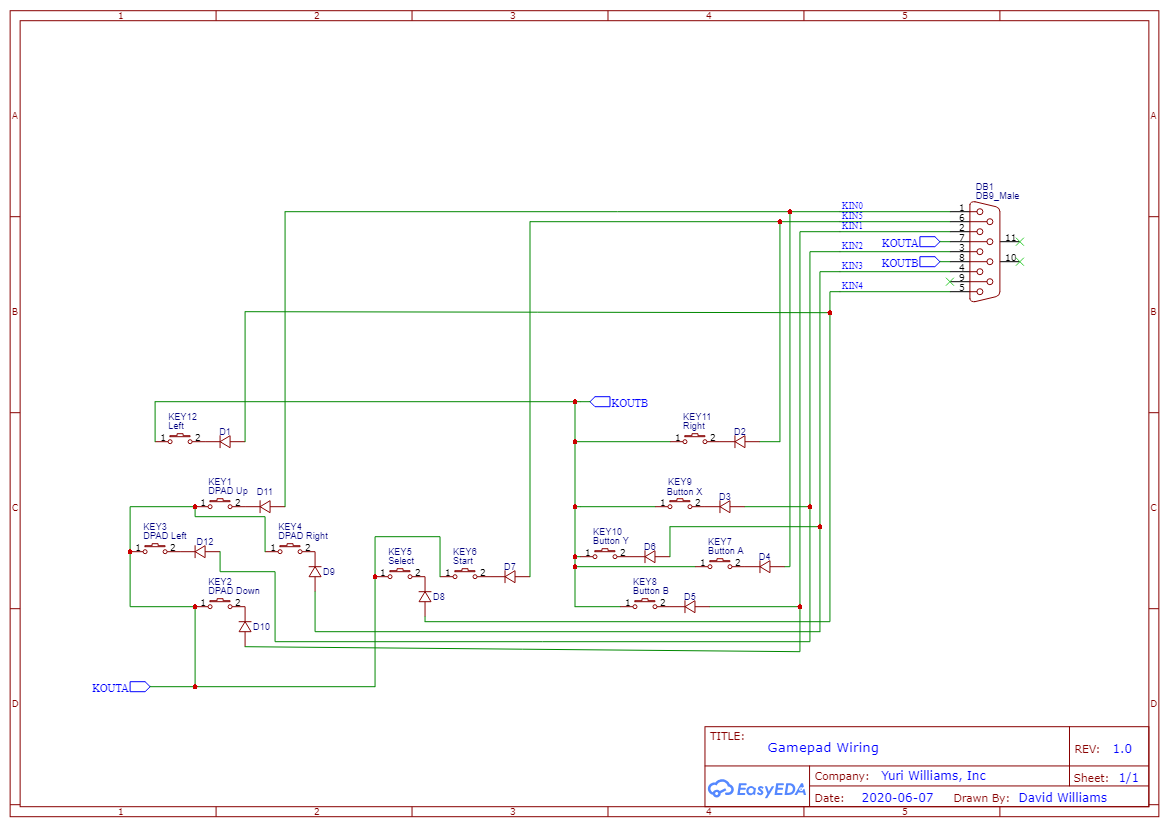 1 2 3 4 5
A A
DB1
DB9_Male
KIN0 1
KIN5 6
KIN1 2
KOUTA 7 11
KIN2 3
KOUTB 8 10
KIN3 4
9
KIN4 5
B B
KOUTB
KEY12
Left
1 2 D1
KEY11
Right
1 2 D2
KEY1
DPAD Up
1 2 D11
KEY9
Button X
1 2 D3
C C
KEY3
DPAD Left
1 2 D12
KEY4
DPAD Right
1 2 D9
KEY10
Button Y
1 2 D6
KEY7
Button A
1 2 D4
KEY5
Select
1 2 D8
KEY6
Start
1 2 D7
KEY2
DPAD Down
1 2 D10
KEY8
Button B
1 2 D5
KOUTA
D D
TITLE:
Gamepad Wiring
REV: 1.0
EasyEDA
Company: Yuri Williams, Inc
Sheet: 1/1
Date: 2020-06-07 Drawn By: David Williams
1 2 3 4 5